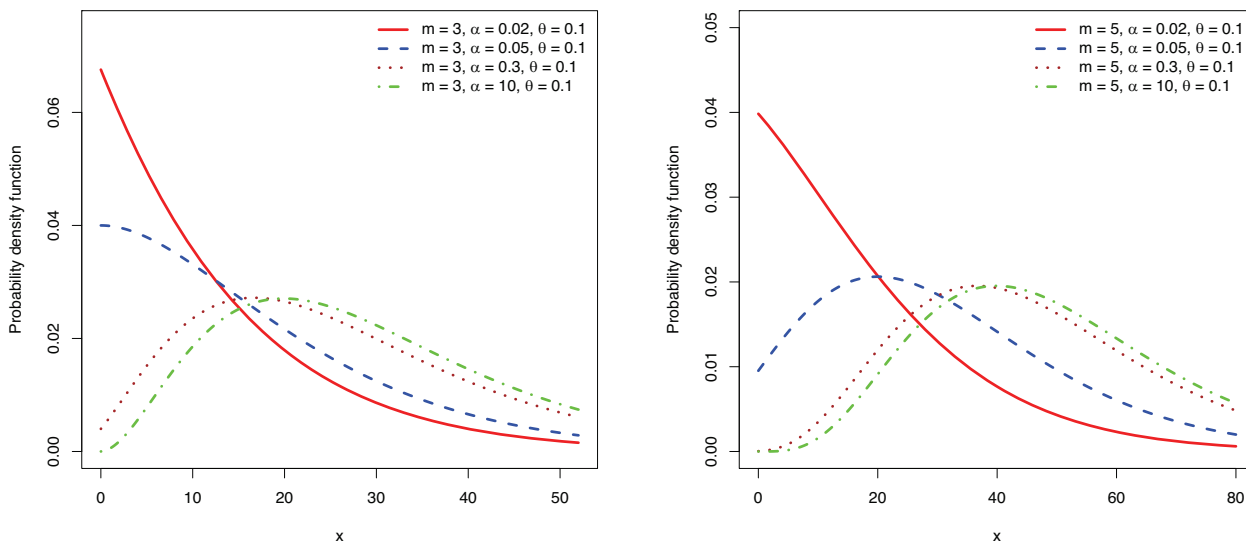 m = 3, α = 0.02, θ = 0.1
m = 3, α = 0.05, θ = 0.1
m = 3, α = 0.3, θ = 0.1
m = 3, α = 10, θ = 0.1
Probability density function
0.00
0.02
0.04
0.06
0
10
20
30
40
50
x
m = 5, α = 0.02, θ = 0.1
m = 5, α = 0.05, θ = 0.1
m = 5, α = 0.3, θ = 0.1
m = 5, α = 10, θ = 0.1
Probability density function
0.00
0.01
0.02
0.03
0.04
0.05
0
20
40
60
80
x